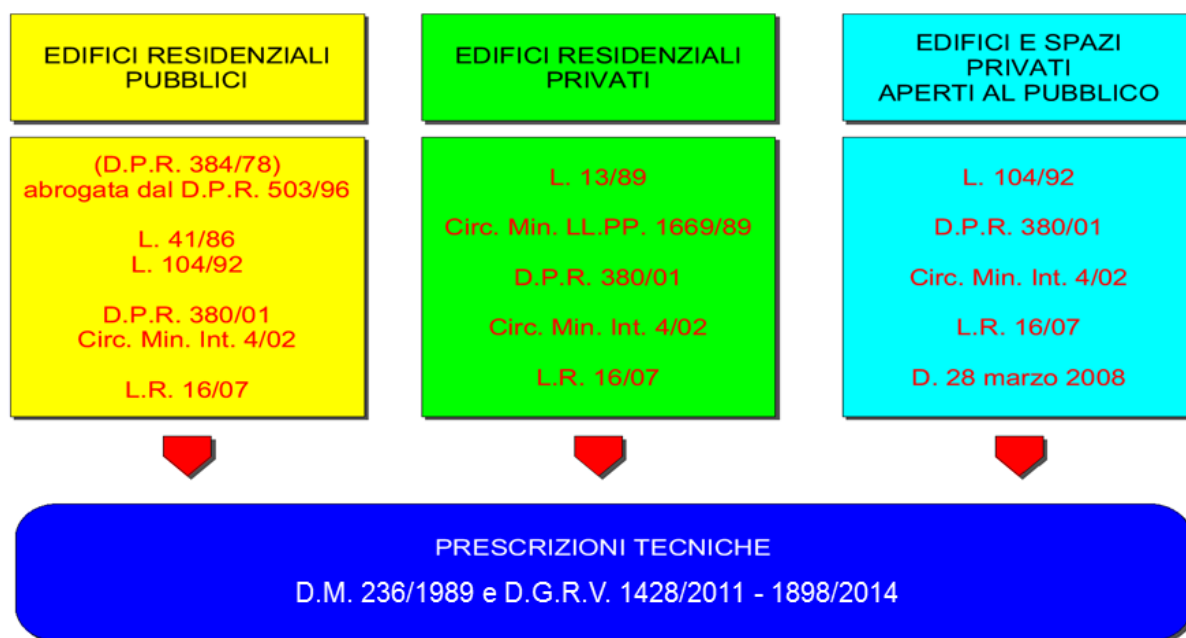 EDIFICI RESIDENZIALI
PUBBLICI
(D.P.R. 384/78)
abrogata dal D.P.R. 503/96
L. 41/86
L. 104/92
D.P.R. 380/01
Circ. Min. Int. 4/02
L.R. 16/07
EDIFICI RESIDENZIALI
PRIVATI
L. 13/89
Circ. Min. LL.PP. 1669/89
D.P.R. 380/01
Circ. Min. Int. 4/02
L.R. 16/07
EDIFICI E SPAZI
PRIVATI
APERTI AL PUBBLICO
L. 104/92
D.P.R. 380/01
Circ. Min. Int. 4/02
L.R. 16/07
D. 28 marzo 2008
PRESCRIZIONI TECNICHE
D.M. 236/1989 e D.G.R.V. 1428/2011 - 1898/2014